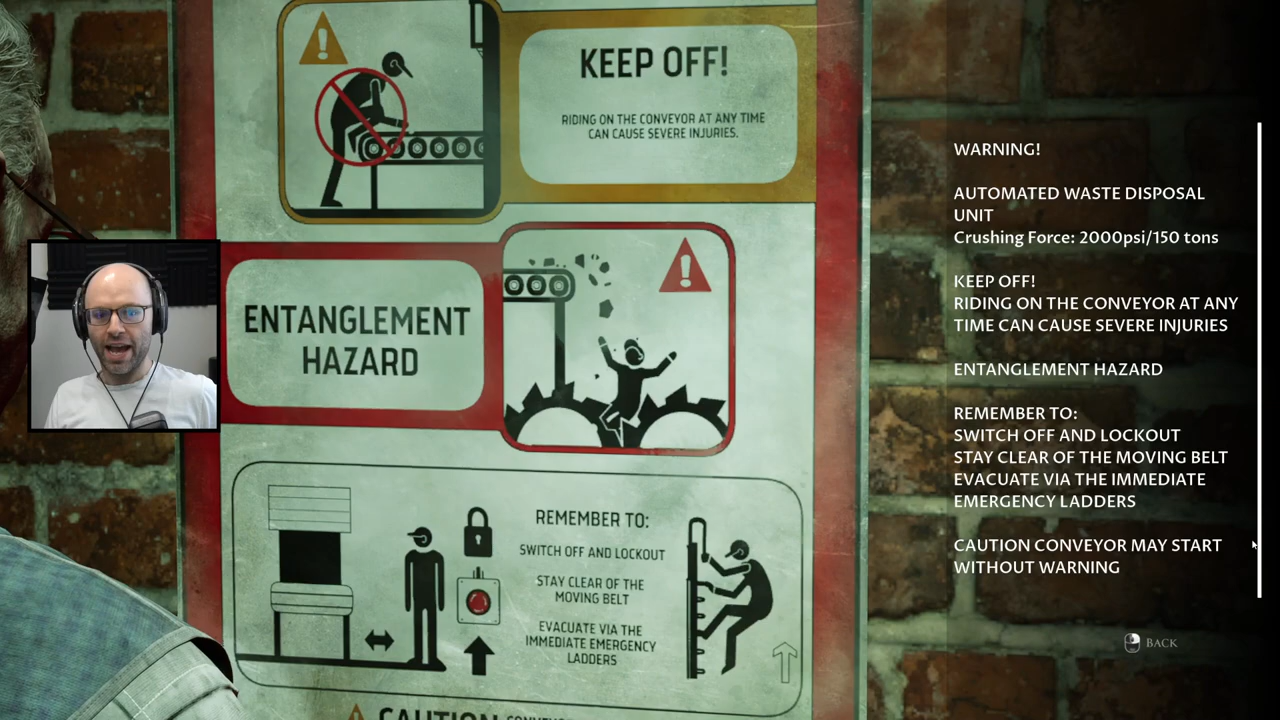 KEEP OFF!
RIDING ON THE CONVEYOR AT ANY TIME
CAN CAUSE SEVERE INJURIES.
ENTANGLEMENT
HAZARD
REMEMBER TO:
SWITCH OFF AND LOCKOUT
STAY CLEAR OF THE
MOVING BELT
EVACUATE VIA THE
IMMEDIATE EMERGENCY
LADDERS
CAUTION CONVEYOR
WARNING!
AUTOMATED WASTE DISPOSAL
UNIT
Crushing Force: 2000psi/150 tons
KEEP OFF!
RIDING ON THE CONVEYOR AT ANY
TIME CAN CAUSE SEVERE INJURIES
ENTANGLEMENT HAZARD
REMEMBER TO:
SWITCH OFF AND LOCKOUT
STAY CLEAR OF THE MOVING BELT
EVACUATE VIA THE IMMEDIATE
EMERGENCY LADDERS
CAUTION CONVEYOR MAY START
WITHOUT WARNING
BACK